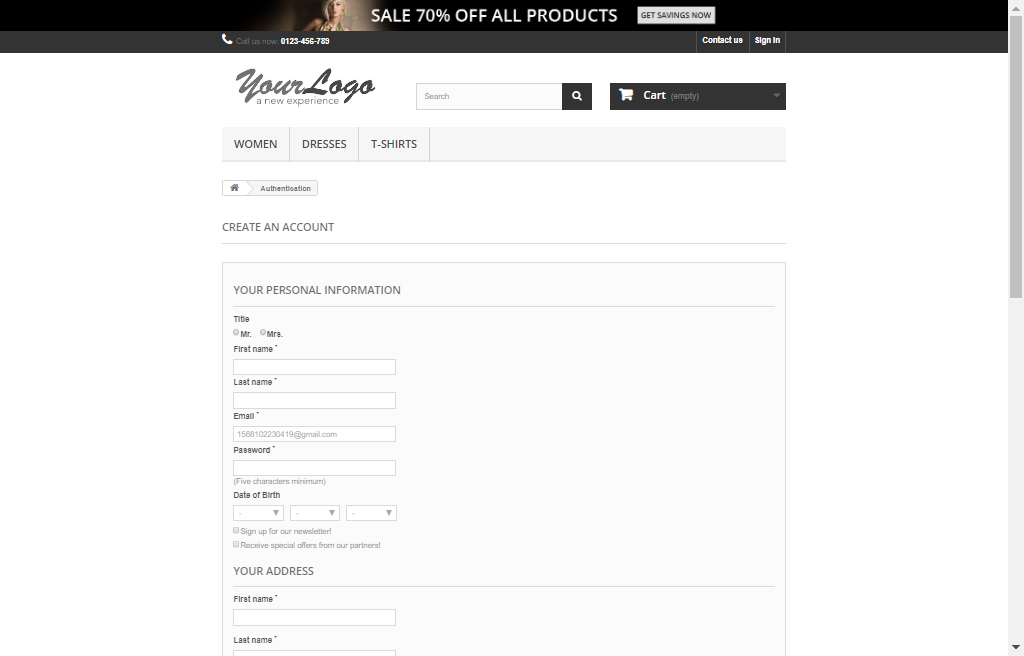 SALE 70% OFF ALL PRODUCTS GET SAVINGS NOW
Call us now: 0123-456-789 Contact us Sign in
YourLogo
a new experience
Search Cart (empty)
WOMEN DRESSES T-SHIRTS
Authentication
CREATE AN ACCOUNT
YOUR PERSONAL INFORMATION
Title
Mr. Mrs.
First name *
Last name *
Email *
1568102230419@gmail.com
Password *
(Five characters minimum)
Date of Birth
- - -
Sign up for our newsletter!
Receive special offers from our partners!
YOUR ADDRESS
First name *
Last name *